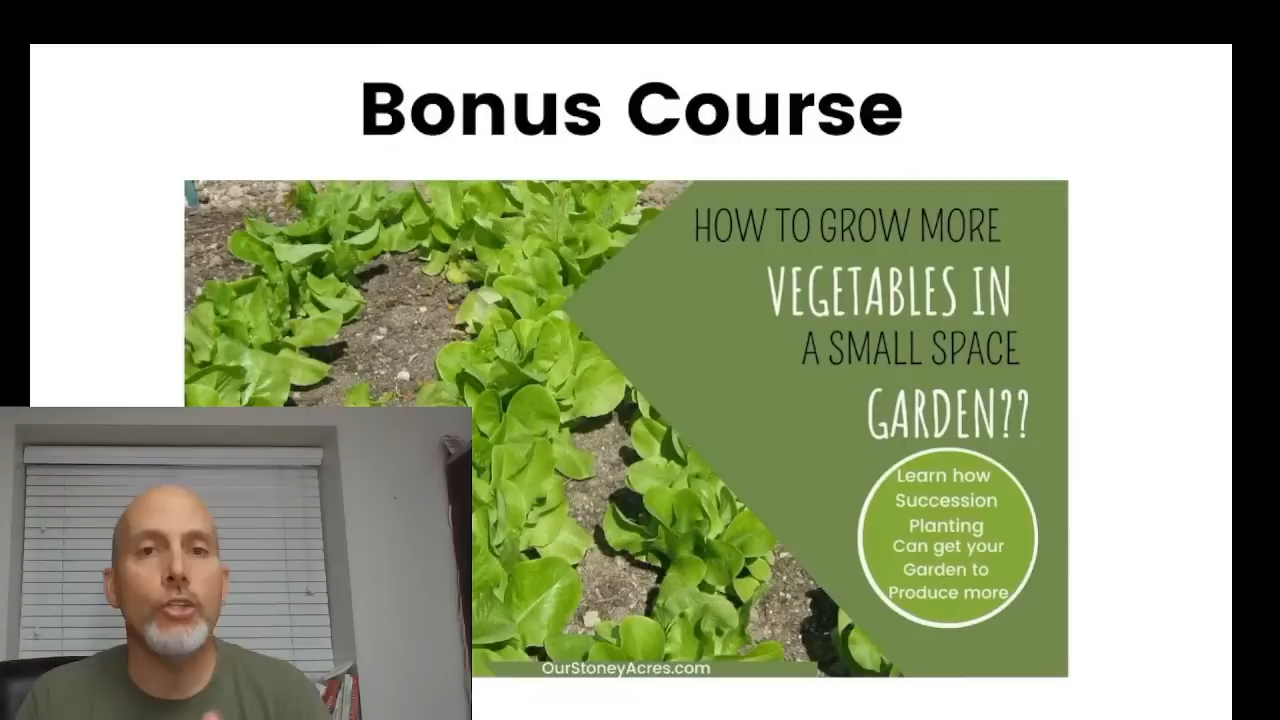 Bonus Course
HOW TO GROW MORE
VEGETABLES IN
A SMALL SPACE
GARDEN??
Learn how
Succession
Planting
Can get your
Garden to
Produce more
OurStoneyAcres.com